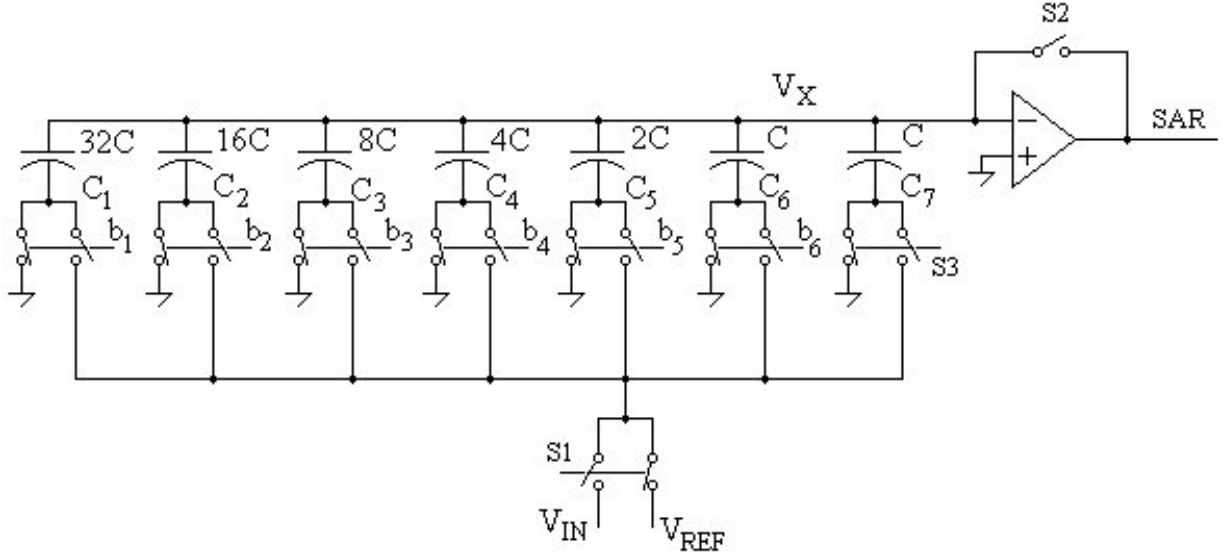 S2
V_X
SAR
32C
16C
8C
4C
2C
C
C
−
+
C_1
C_2
C_3
C_4
C_5
C_6
C_7
b_1
b_2
b_3
b_4
b_5
b_6
S3
S1
V_IN
V_REF